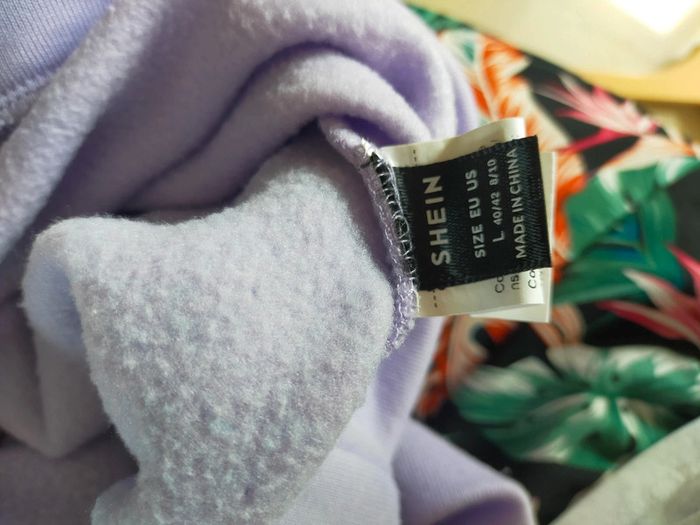 SHEIN
SIZE EU US
L 40/42 8/10
MADE IN CHINA